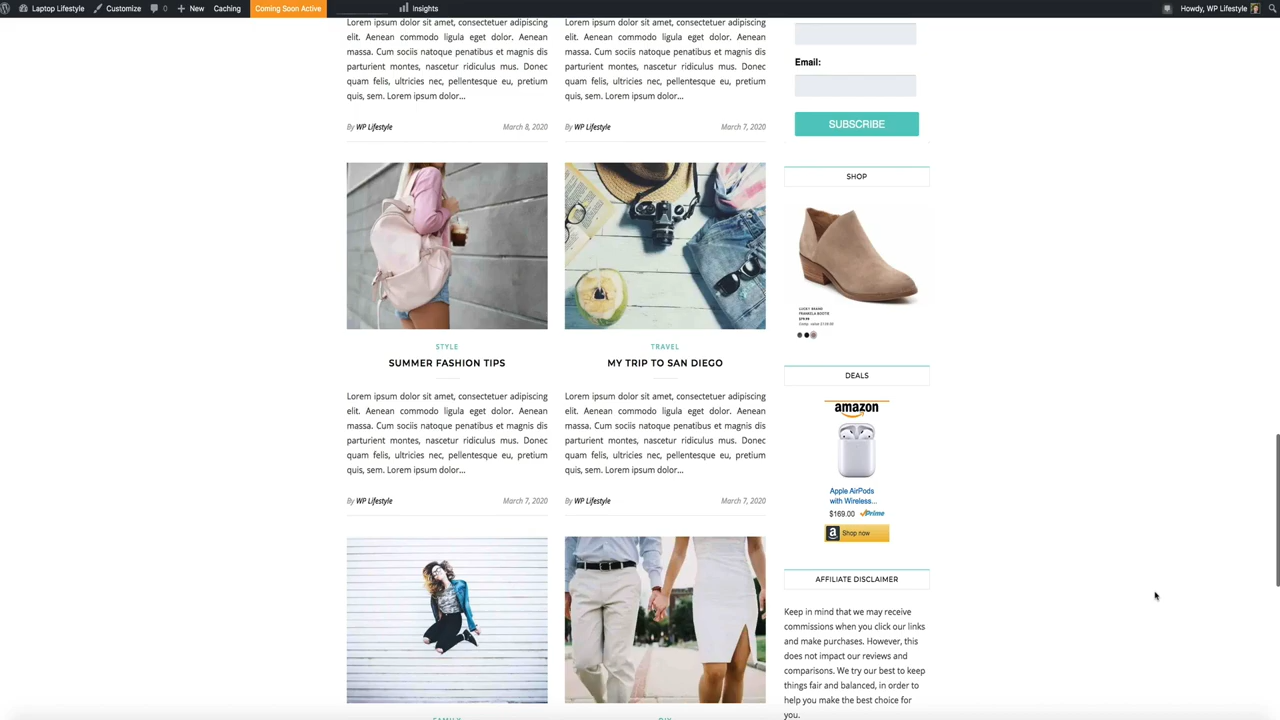 Laptop Lifestyle
Customize
0
New
Caching
Coming Soon Active
Insights
Howdy, WP Lifestyle
Lorem ipsum dolor sit amet, consectetuer adipiscing
elit. Aenean commodo ligula eget dolor. Aenean
massa. Cum sociis natoque penatibus et magnis dis
parturient montes, nascetur ridiculus mus. Donec
quam felis, ultricies nec, pellentesque eu, pretium
quis, sem. Lorem ipsum dolor...
By WP Lifestyle
March 8, 2020
Lorem ipsum dolor sit amet, consectetuer adipiscing
elit. Aenean commodo ligula eget dolor. Aenean
massa. Cum sociis natoque penatibus et magnis dis
parturient montes, nascetur ridiculus mus. Donec
quam felis, ultricies nec, pellentesque eu, pretium
quis, sem. Lorem ipsum dolor...
By WP Lifestyle
March 7, 2020
STYLE
SUMMER FASHION TIPS
Lorem ipsum dolor sit amet, consectetuer adipiscing
elit. Aenean commodo ligula eget dolor. Aenean
massa. Cum sociis natoque penatibus et magnis dis
parturient montes, nascetur ridiculus mus. Donec
quam felis, ultricies nec, pellentesque eu, pretium
quis, sem. Lorem ipsum dolor...
By WP Lifestyle
March 7, 2020
TRAVEL
MY TRIP TO SAN DIEGO
Lorem ipsum dolor sit amet, consectetuer adipiscing
elit. Aenean commodo ligula eget dolor. Aenean
massa. Cum sociis natoque penatibus et magnis dis
parturient montes, nascetur ridiculus mus. Donec
quam felis, ultricies nec, pellentesque eu, pretium
quis, sem. Lorem ipsum dolor...
By WP Lifestyle
March 7, 2020
FAMILY
DIY
Email:
SUBSCRIBE
SHOP
LUCKY BRAND
DEALS
amazon
Apple AirPods
with Wireless...
$169.00 Prime
Shop now
AFFILIATE DISCLAIMER
Keep in mind that we may receive
commissions when you click our links
and make purchases. However, this
does not impact our reviews and
comparisons. We try our best to keep
things fair and balanced, in order to
help you make the best choice for
you.